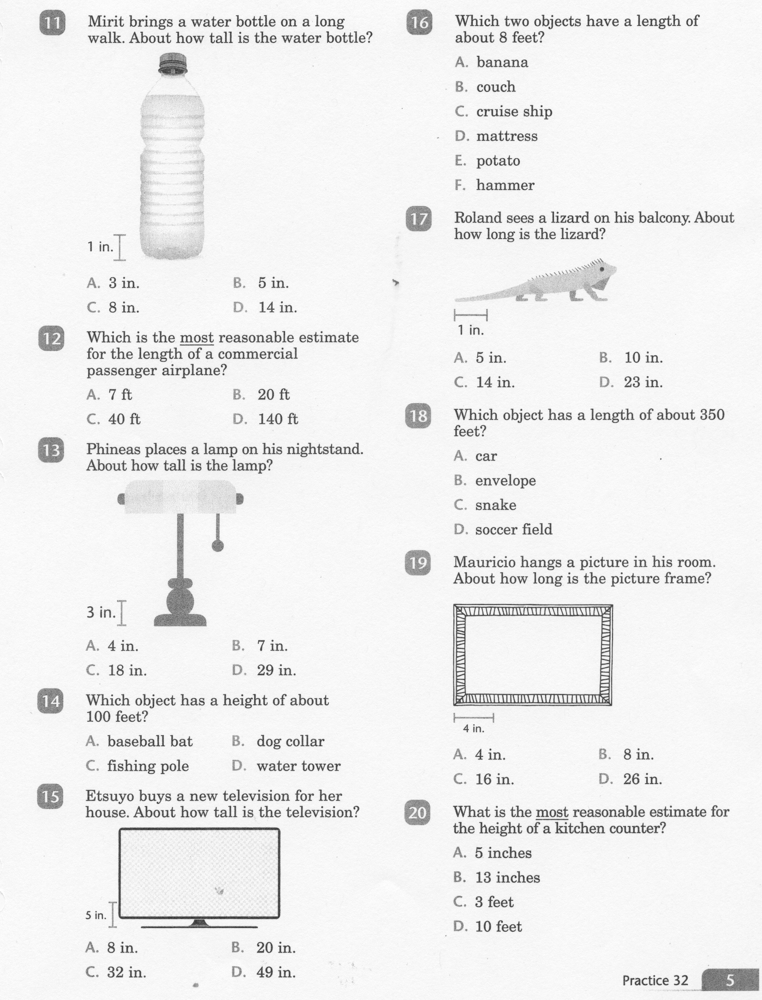 11
Mirit brings a water bottle on a long
walk. About how tall is the water bottle?
1 in.
A. 3 in.
B. 5 in.
C. 8 in.
D. 14 in.
12
Which is the most reasonable estimate
for the length of a commercial
passenger airplane?
A. 7 ft
B. 20 ft
C. 40 ft
D. 140 ft
13
Phineas places a lamp on his nightstand.
About how tall is the lamp?
3 in.
A. 4 in.
B. 7 in.
C. 18 in.
D. 29 in.
14
Which object has a height of about
100 feet?
A. baseball bat
B. dog collar
C. fishing pole
D. water tower
15
Etsuyo buys a new television for her
house. About how tall is the television?
5 in.
A. 8 in.
B. 20 in.
C. 32 in.
D. 49 in.
16
Which two objects have a length of
about 8 feet?
A. banana
B. couch
C. cruise ship
D. mattress
E. potato
F. hammer
17
Roland sees a lizard on his balcony. About
how long is the lizard?
1 in.
A. 5 in.
B. 10 in.
C. 14 in.
D. 23 in.
18
Which object has a length of about 350
feet?
A. car
B. envelope
C. snake
D. soccer field
19
Mauricio hangs a picture in his room.
About how long is the picture frame?
4 in.
A. 4 in.
B. 8 in.
C. 16 in.
D. 26 in.
20
What is the most reasonable estimate for
the height of a kitchen counter?
A. 5 inches
B. 13 inches
C. 3 feet
D. 10 feet
Practice 32
5